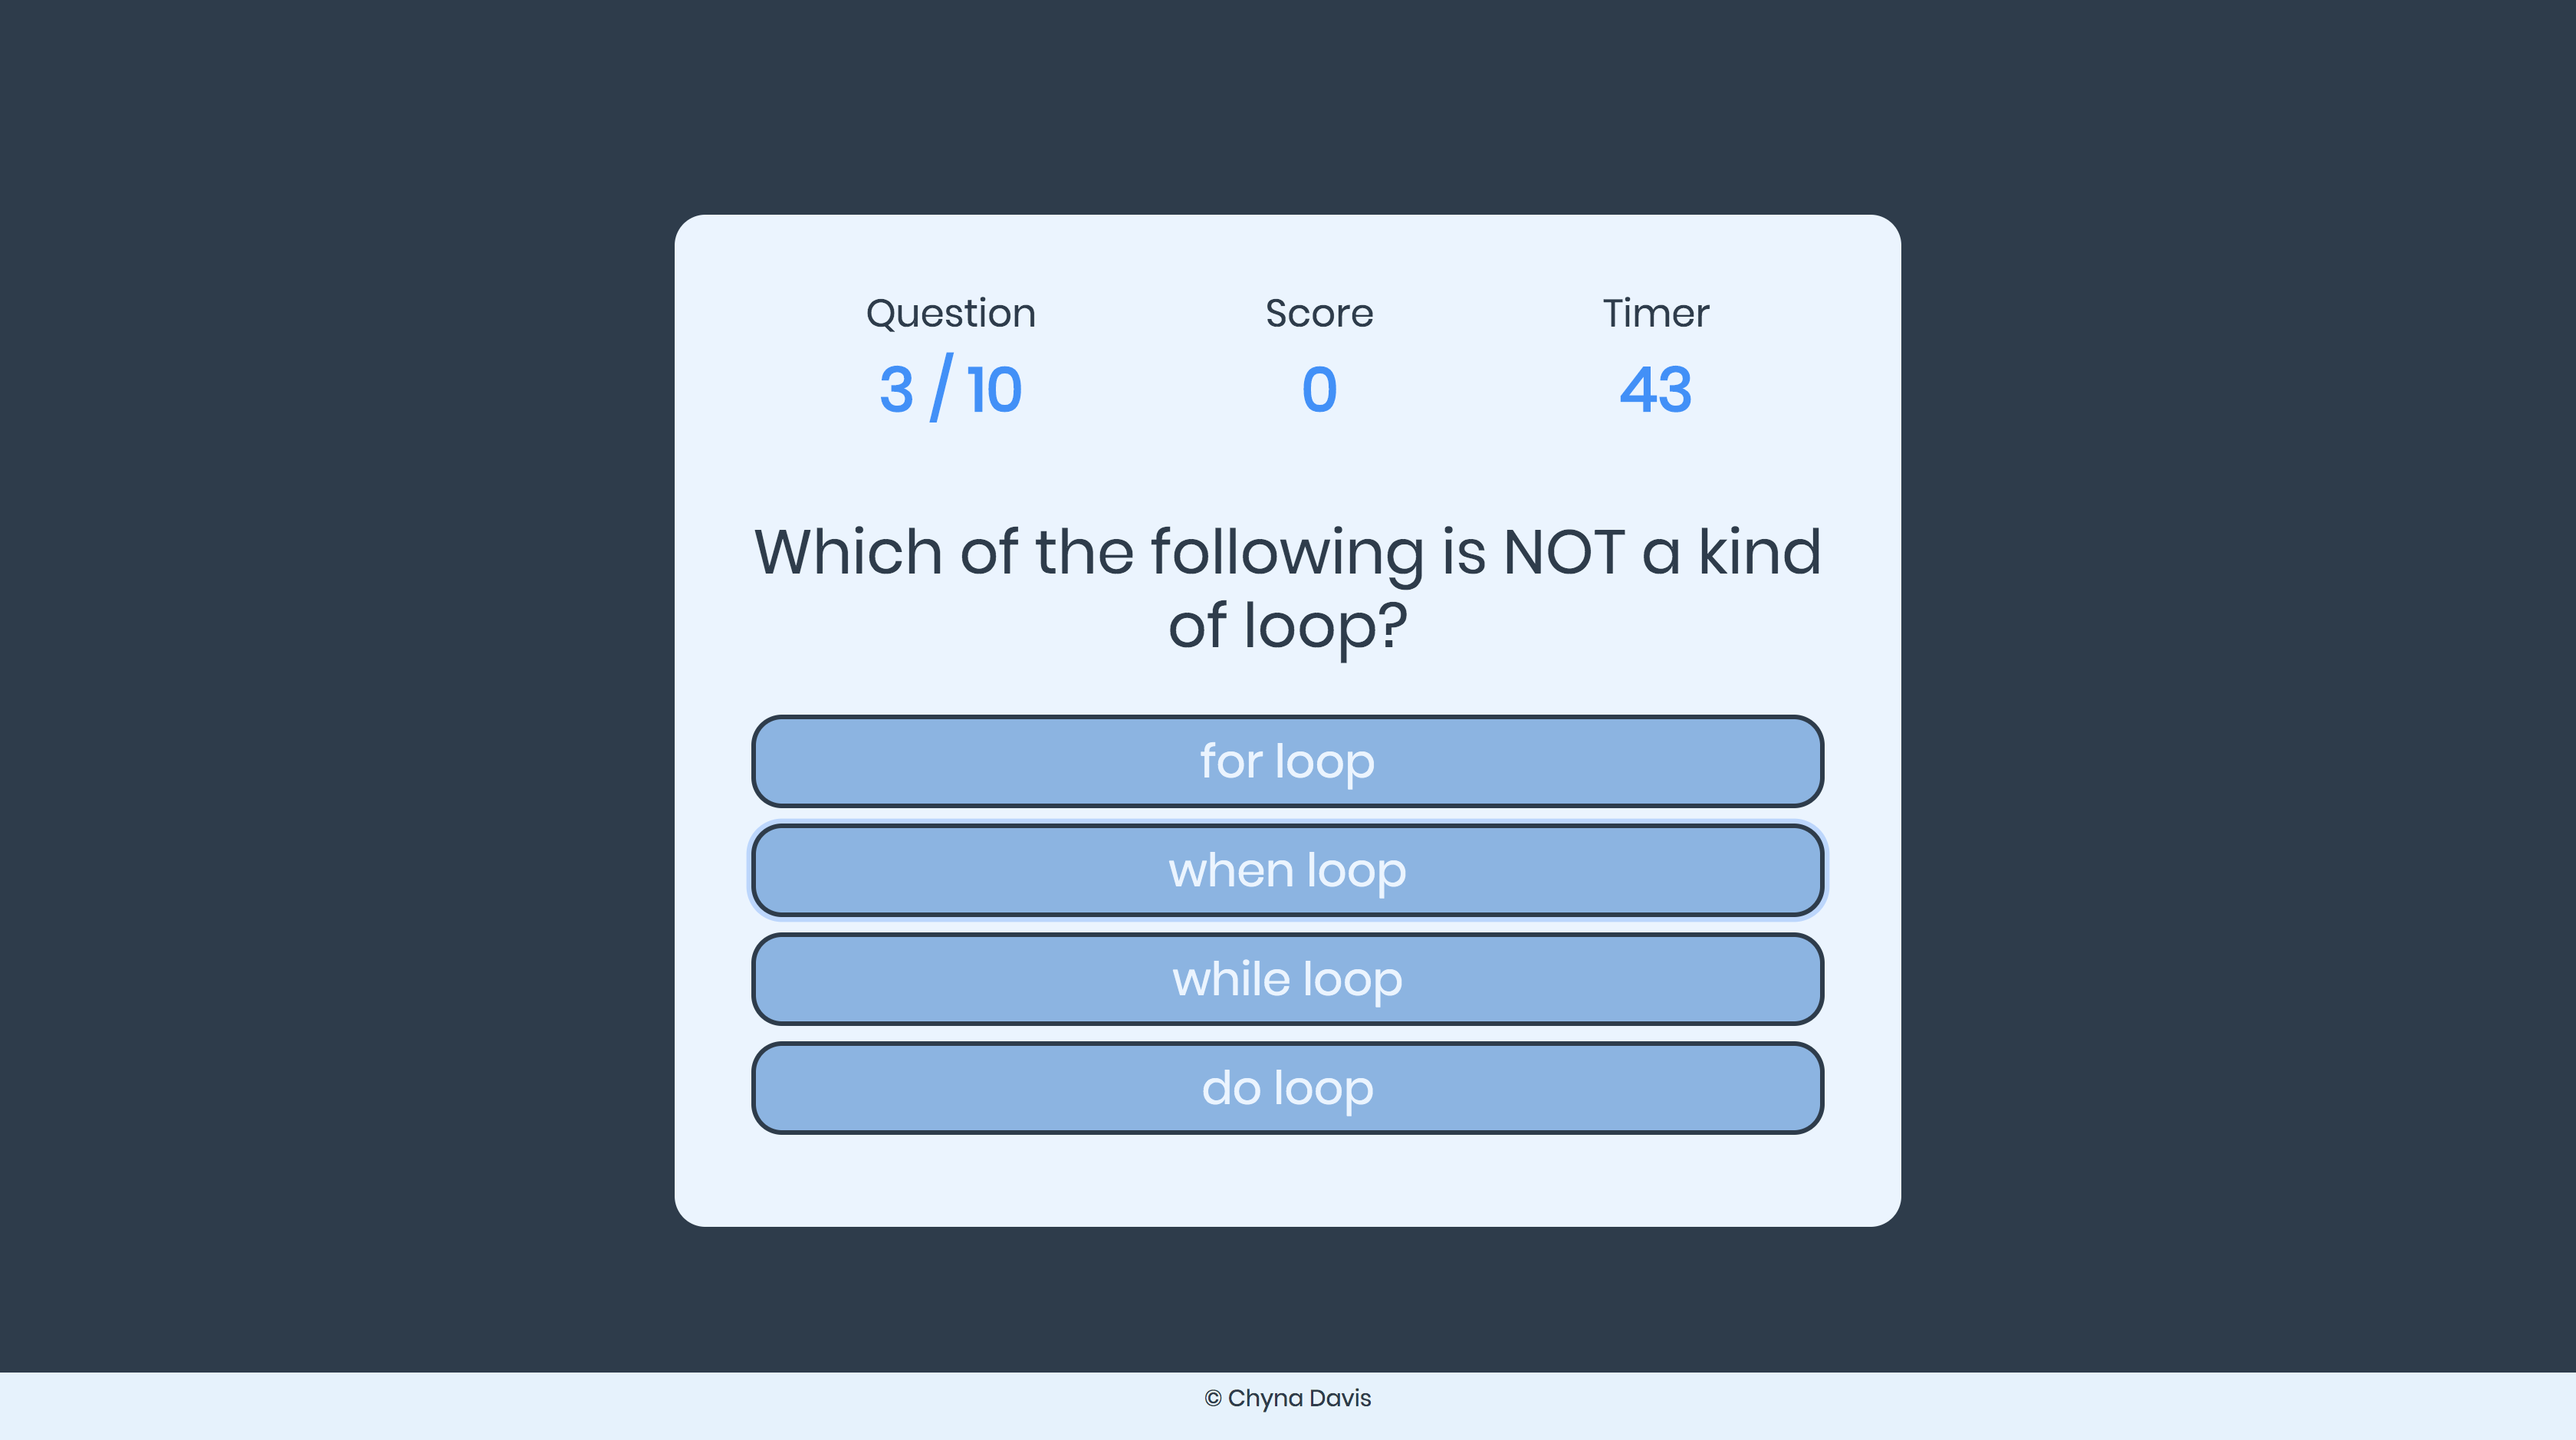 Question
Score
Timer
3 / 10
0
43
Which of the following is NOT a kind
of loop?
for loop
when loop
while loop
do loop
© Chyna Davis